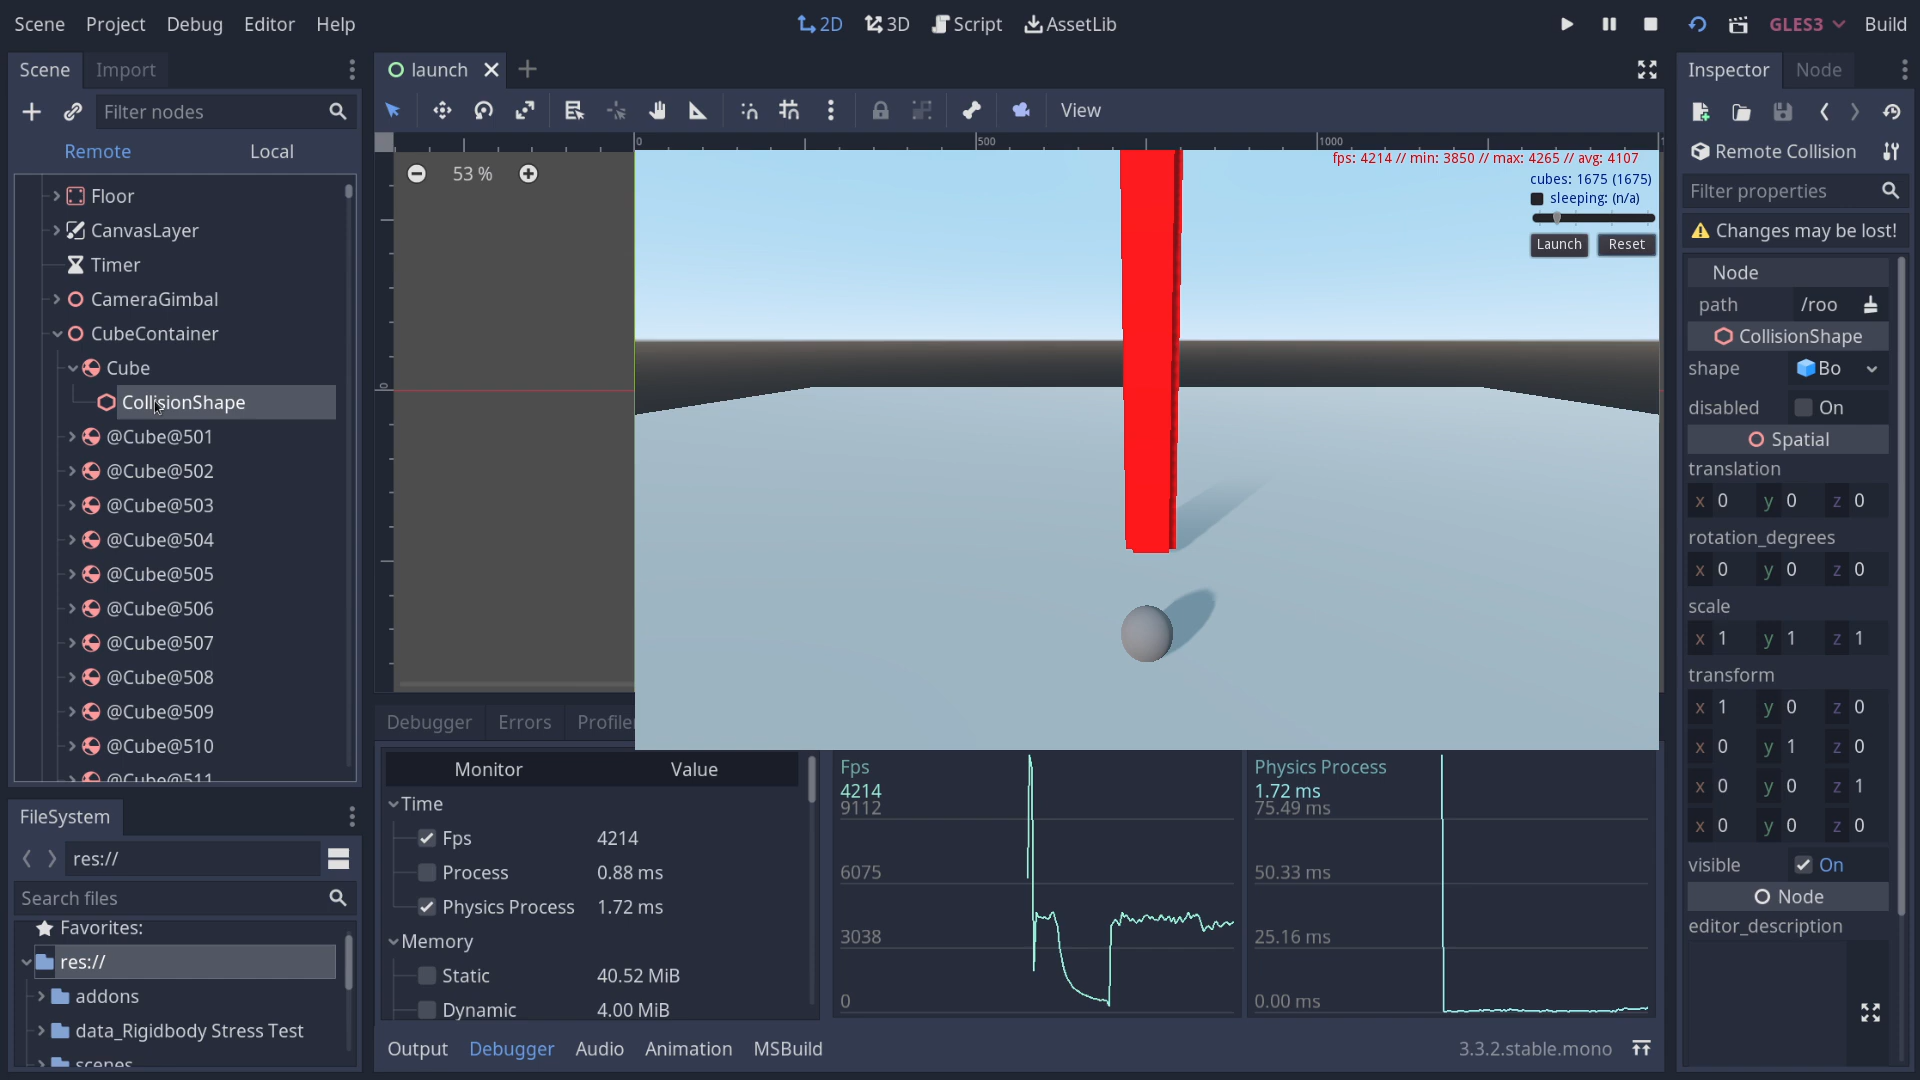 Scene Project Debug Editor Help
2D 3D Script AssetLib
GLES3 Build
Scene Import
Filter nodes
Remote Local
Floor
CanvasLayer
Timer
CameraGimbal
CubeContainer
Cube
CollisionShape
@Cube@501
@Cube@502
@Cube@503
@Cube@504
@Cube@505
@Cube@506
@Cube@507
@Cube@508
@Cube@509
@Cube@510
@Cube@511
FileSystem
res://
Search files
Favorites:
res://
addons
data_Rigidbody Stress Test
scenes
launch
View
0 500 1000
53 %
0
fps: 4214 // min: 3850 // max: 4265 // avg: 4107
cubes: 1675 (1675)
sleeping: (n/a)
Launch Reset
Debugger Errors Profiler
Monitor Value
Time
Fps 4214
Process 0.88 ms
Physics Process 1.72 ms
Memory
Static 40.52 MiB
Dynamic 4.00 MiB
Fps
4214
9112
6075
3038
0
Physics Process
1.72 ms
75.49 ms
50.33 ms
25.16 ms
0.00 ms
Output Debugger Audio Animation MSBuild
3.3.2.stable.mono
Inspector Node
Remote Collision
Filter properties
Changes may be lost!
Node
path /roo
CollisionShape
shape Bo
disabled On
Spatial
translation
x 0 y 0 z 0
rotation_degrees
x 0 y 0 z 0
scale
x 1 y 1 z 1
transform
x 1 y 0 z 0
x 0 y 1 z 0
x 0 y 0 z 1
x 0 y 0 z 0
visible On
Node
editor_description